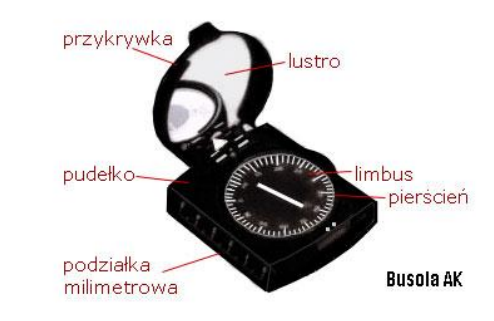 przykrywka
lustro
pudełko
limbus
pierścień
podziałka
milimetrowa
Busola AK